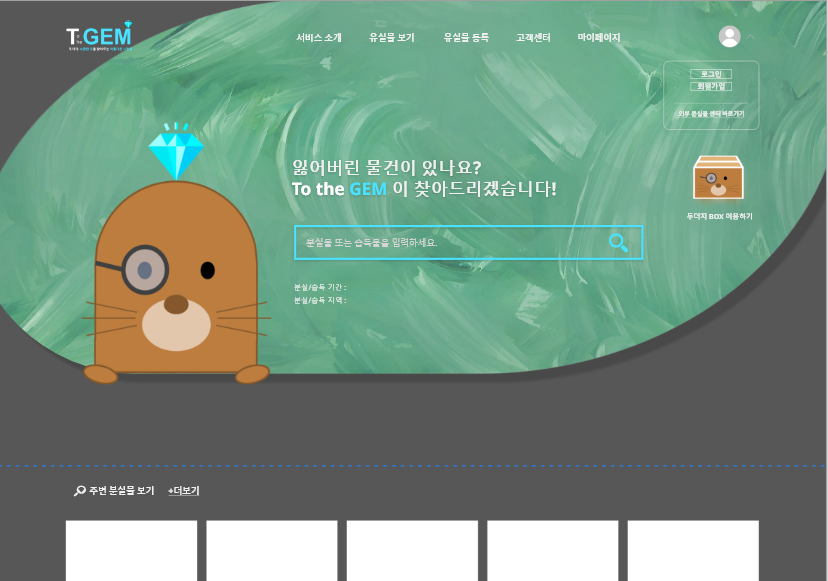 T GEM
서비스 소개
유실물 보기
유실물 등록
고객센터
마이페이지
로그인
회원가입
외부 분실물 센터 바로가기
잃어버린 물건이 있나요?
To the GEM 이 찾아드리겠습니다!
분실물 또는 습득물을 입력하세요.
두더지 BOX 이용하기
분실/습득 기간 :
분실/습득 지역 :
주변 분실물 보기 +더보기